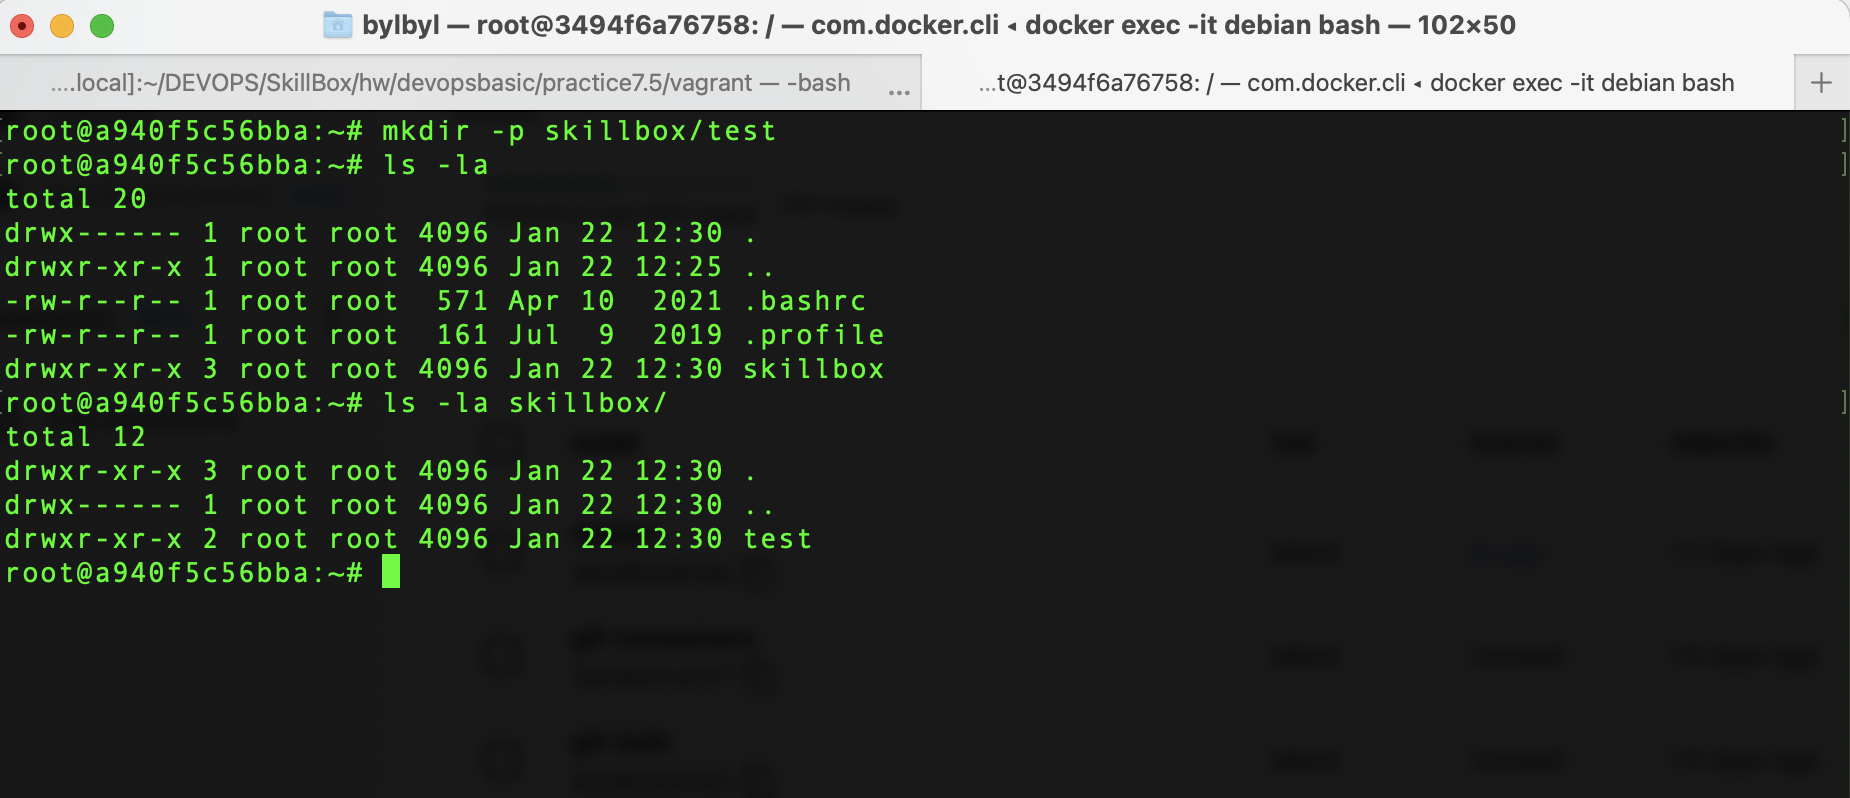 bylbyl — root@3494f6a76758: / — com.docker.cli ◂ docker exec -it debian bash — 102×50
....local]:~/DEVOPS/SkillBox/hw/devopsbasic/practice7.5/vagrant — -bash ...
...t@3494f6a76758: / — com.docker.cli ◂ docker exec -it debian bash +
[root@a940f5c56bba:~# mkdir -p skillbox/test ]
[root@a940f5c56bba:~# ls -la ]
total 20
drwx------ 1 root root 4096 Jan 22 12:30 .
drwxr-xr-x 1 root root 4096 Jan 22 12:25 ..
-rw-r--r-- 1 root root  571 Apr 10  2021 .bashrc
-rw-r--r-- 1 root root  161 Jul  9  2019 .profile
drwxr-xr-x 3 root root 4096 Jan 22 12:30 skillbox
[root@a940f5c56bba:~# ls -la skillbox/ ]
total 12
drwxr-xr-x 3 root root 4096 Jan 22 12:30 .
drwx------ 1 root root 4096 Jan 22 12:30 ..
drwxr-xr-x 2 root root 4096 Jan 22 12:30 test
root@a940f5c56bba:~#